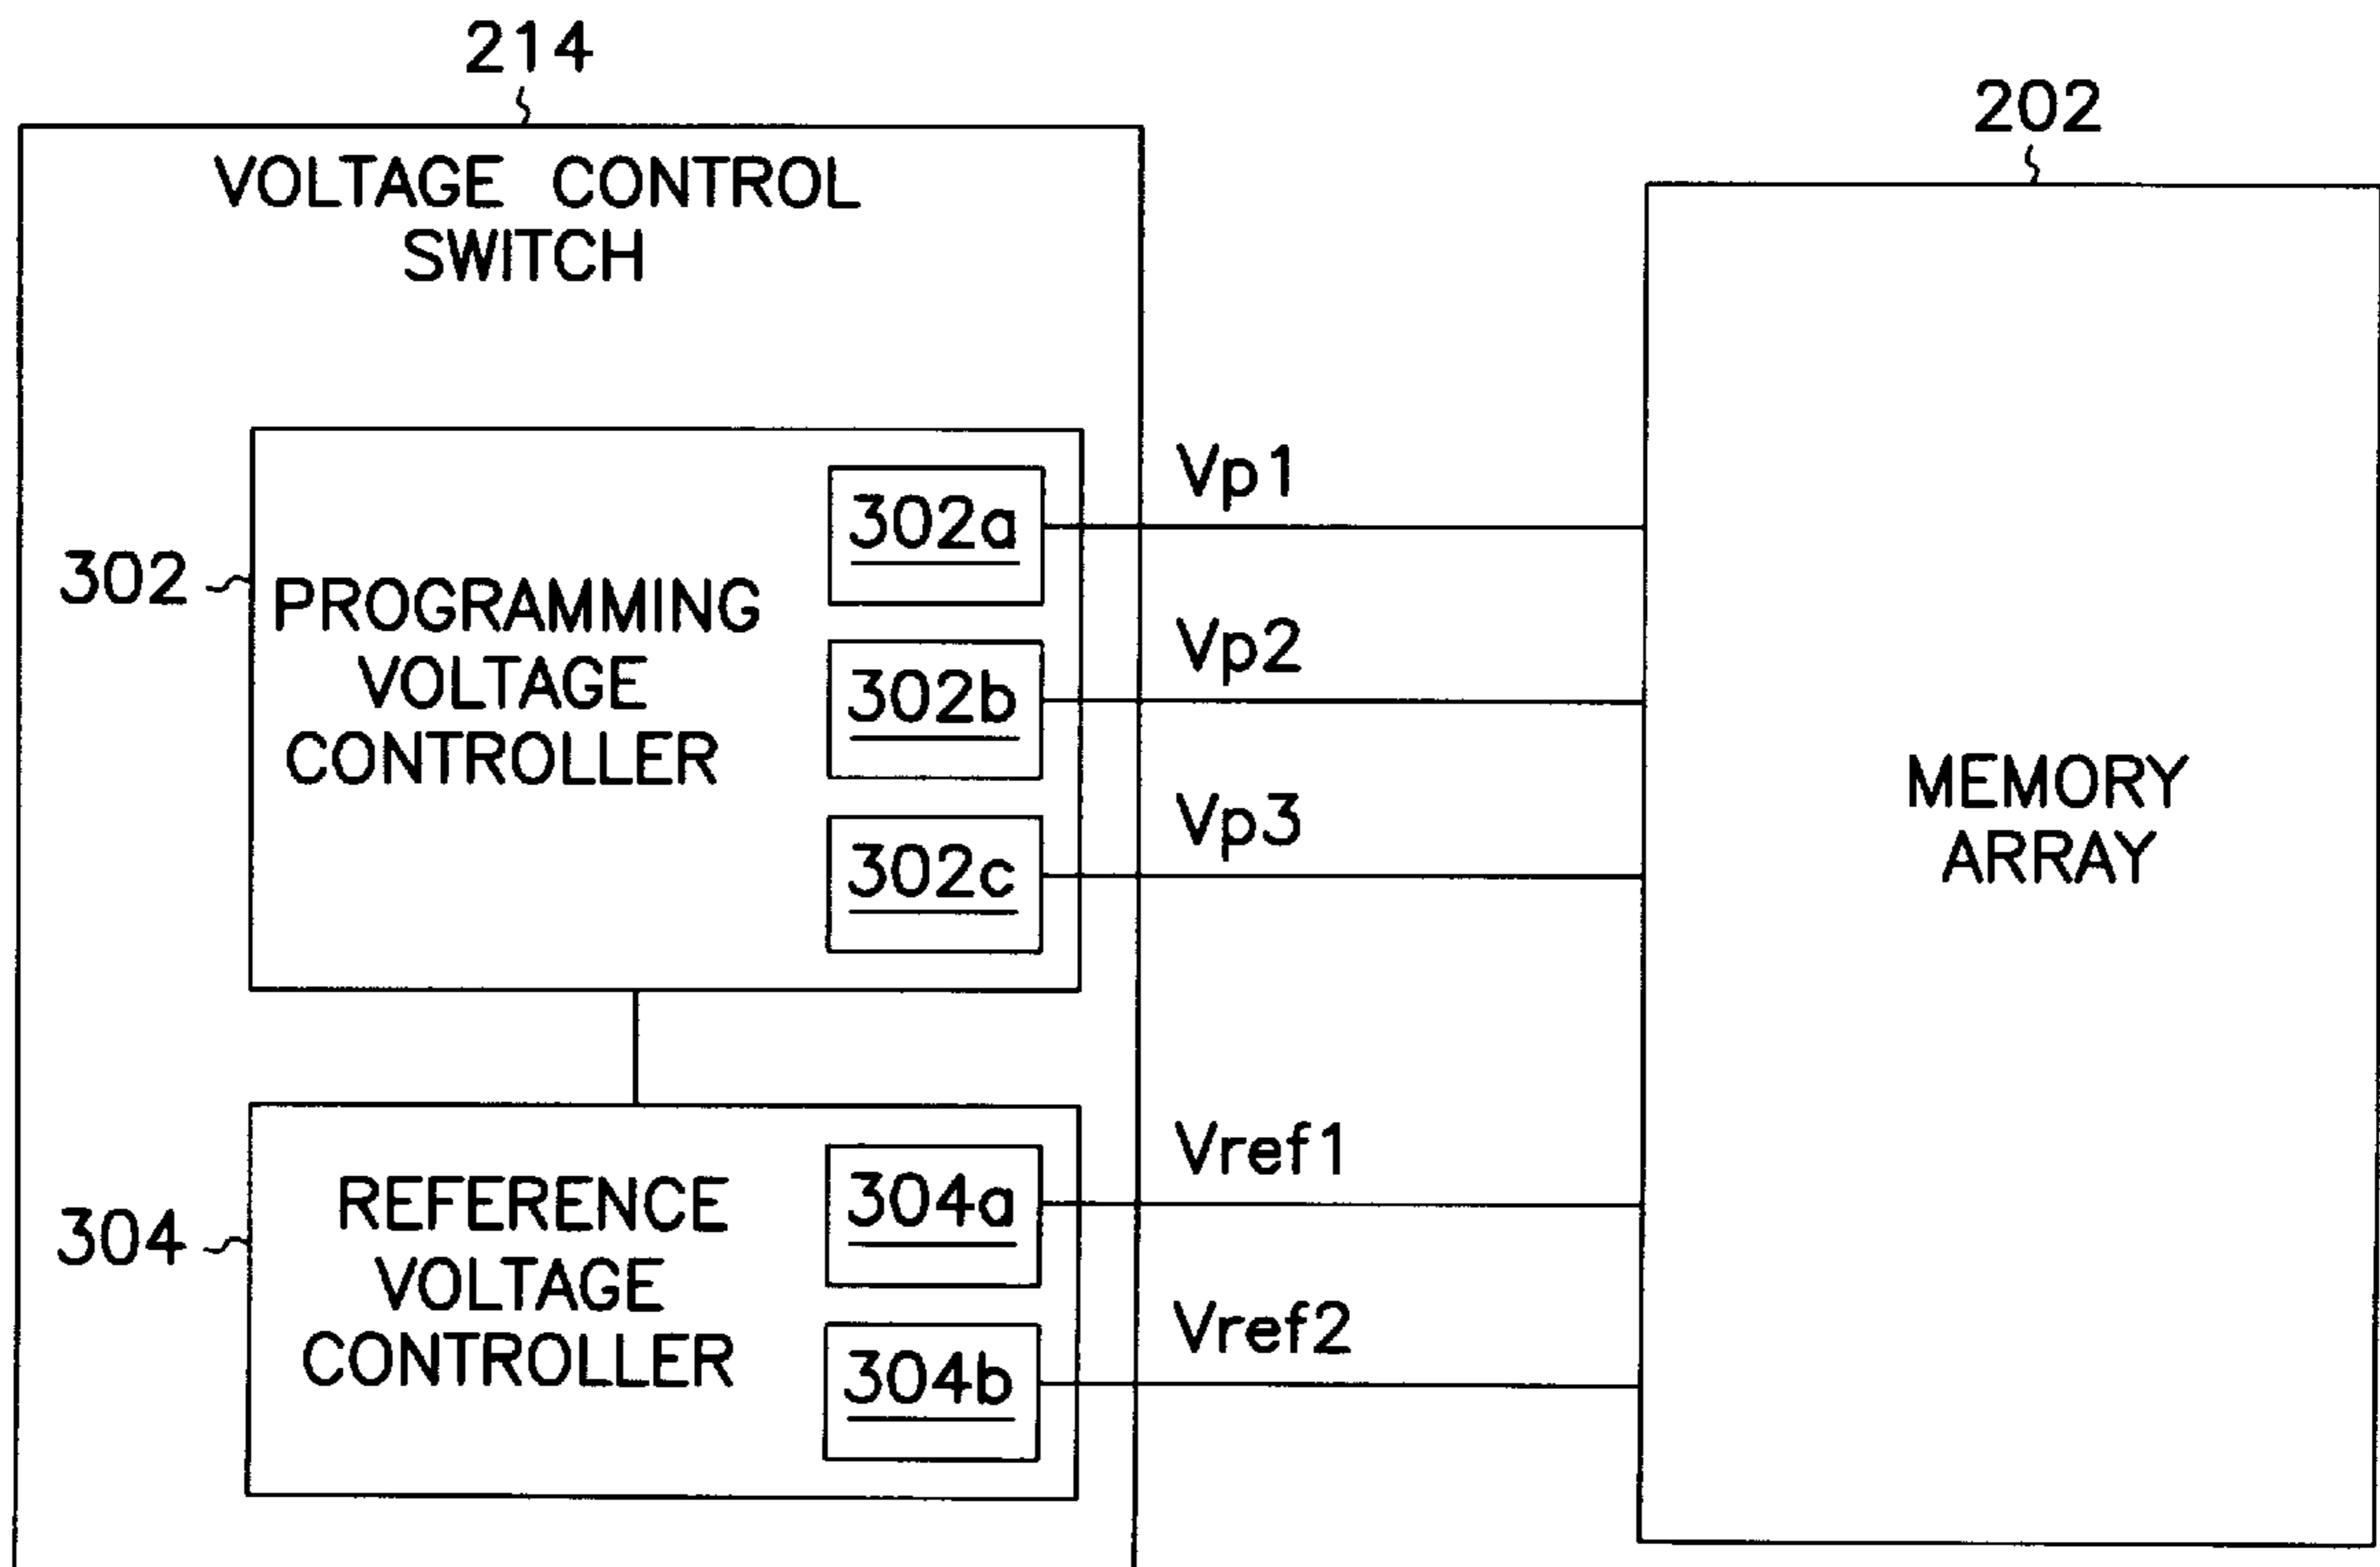 214
202
VOLTAGE CONTROL
SWITCH
302
PROGRAMMING
VOLTAGE
CONTROLLER
302a
302b
302c
Vp1
Vp2
Vp3
MEMORY
ARRAY
304
REFERENCE
VOLTAGE
CONTROLLER
304a
304b
Vref1
Vref2